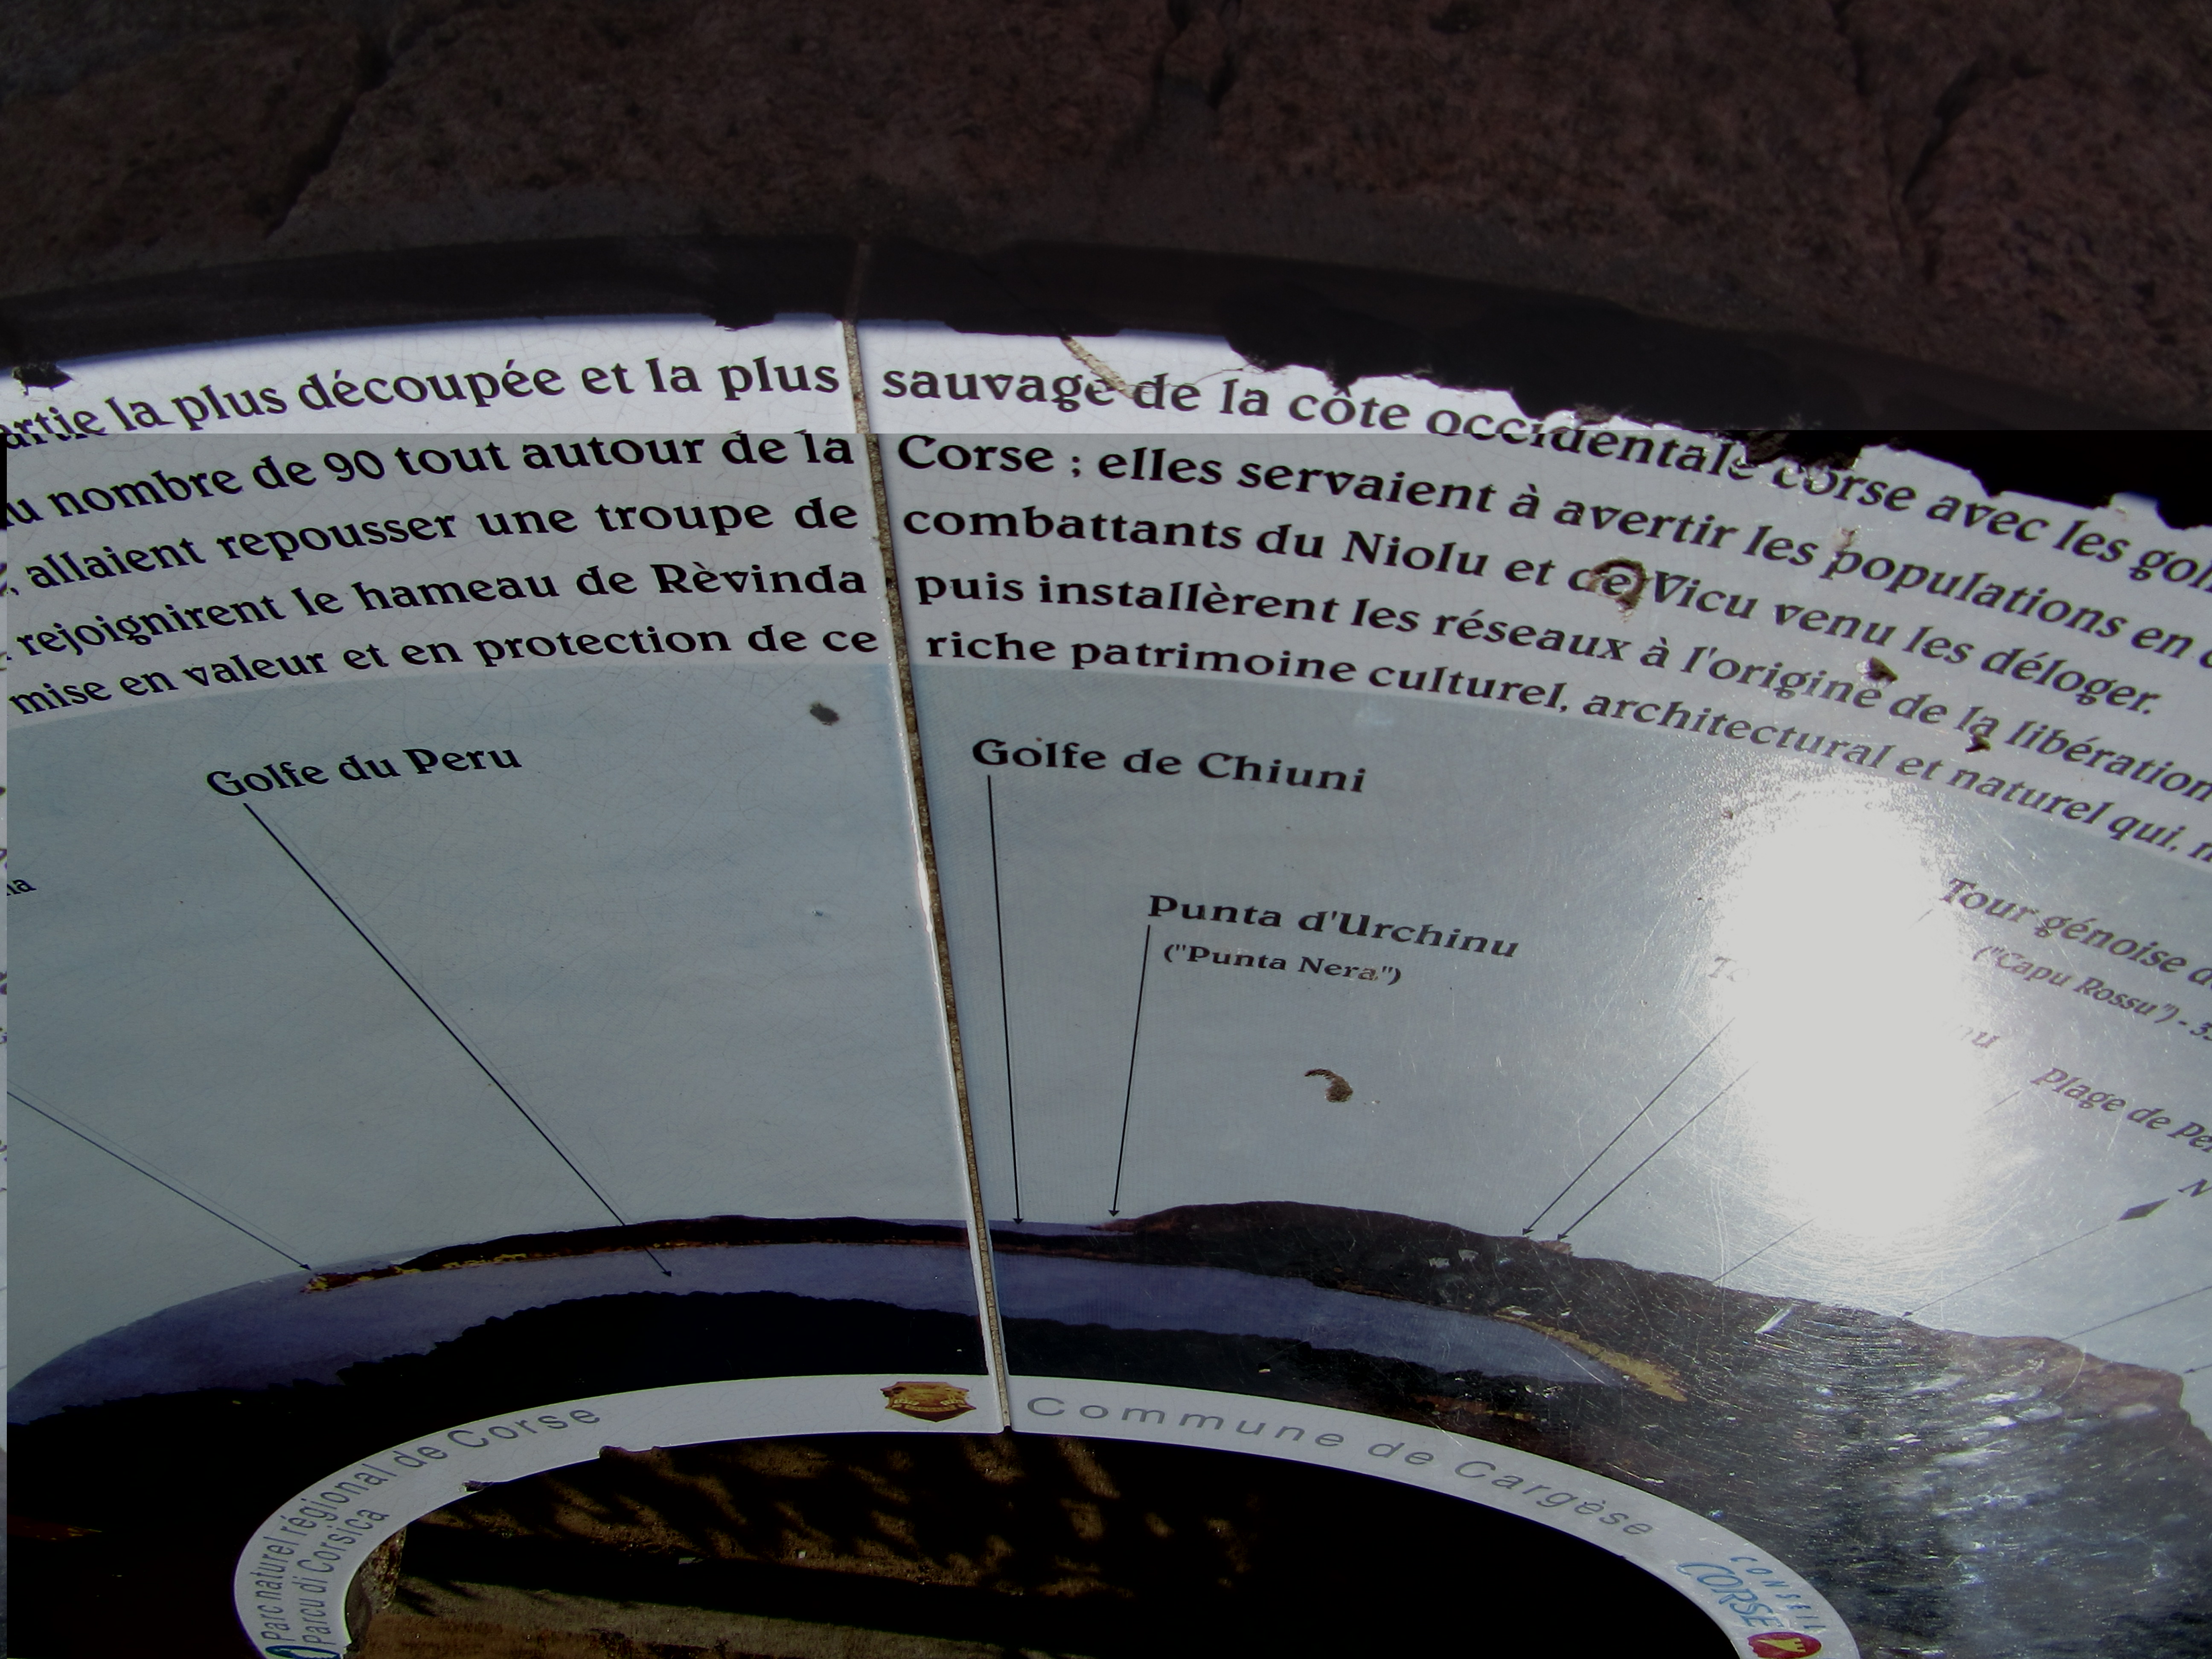 artie la plus découpée et la plus sauvage de la côte occidentale corse avec les
nombre de 90 tout autour de la Corse ; elles servaient à avertir les populations en
allaient repousser une troupe de combattants du Niolu et de Vicu venu les déloger.
rejoignirent le hameau de Rèvinda puis installèrent les réseaux à l'origine de la libération
mise en valeur et en protection de ce riche patrimoine culturel, architectural et naturel qui,
Golfe du Peru
Golfe de Chiuni
Punta d'Urchinu
("Punta Nera")
Tour génoise
("Capu Rossu") -
Plage de
N
Parc naturel régional de Corse
Parcu di Corsica
Commune de Cargèse
CONSEIL
CORSE